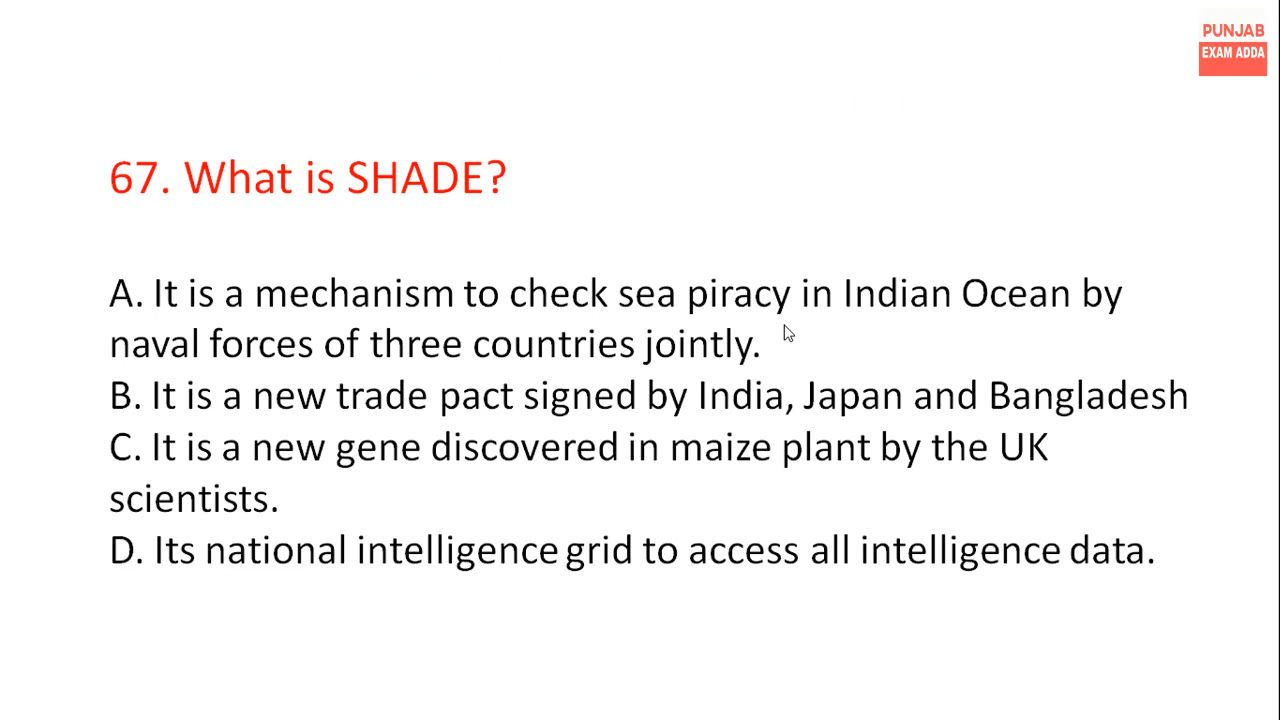 PUNJAB
EXAM ADDA
67. What is SHADE?
A. It is a mechanism to check sea piracy in Indian Ocean by
naval forces of three countries jointly.
B. It is a new trade pact signed by India, Japan and Bangladesh
C. It is a new gene discovered in maize plant by the UK
scientists.
D. Its national intelligence grid to access all intelligence data.